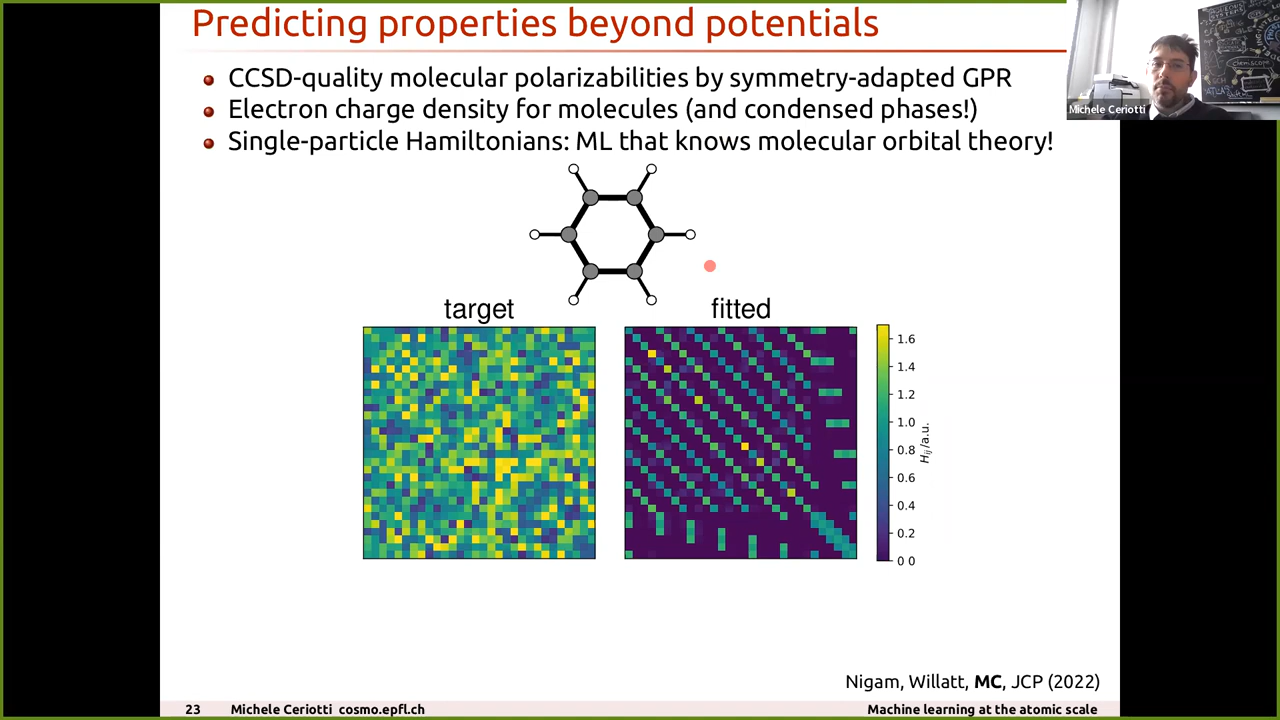 Predicting properties beyond potentials
CCSD-quality molecular polarizabilities by symmetry-adapted GPR
Electron charge density for molecules (and condensed phases!)
Single-particle Hamiltonians: ML that knows molecular orbital theory!
Michele Ceriotti
target
fitted
1.6
1.4
1.2
1.0
0.8
0.6
0.4
0.2
0 0
H_ij/a.u.
Nigam, Willatt, MC, JCP (2022)
23 Michele Ceriotti cosmo.epfl.ch Machine learning at the atomic scale